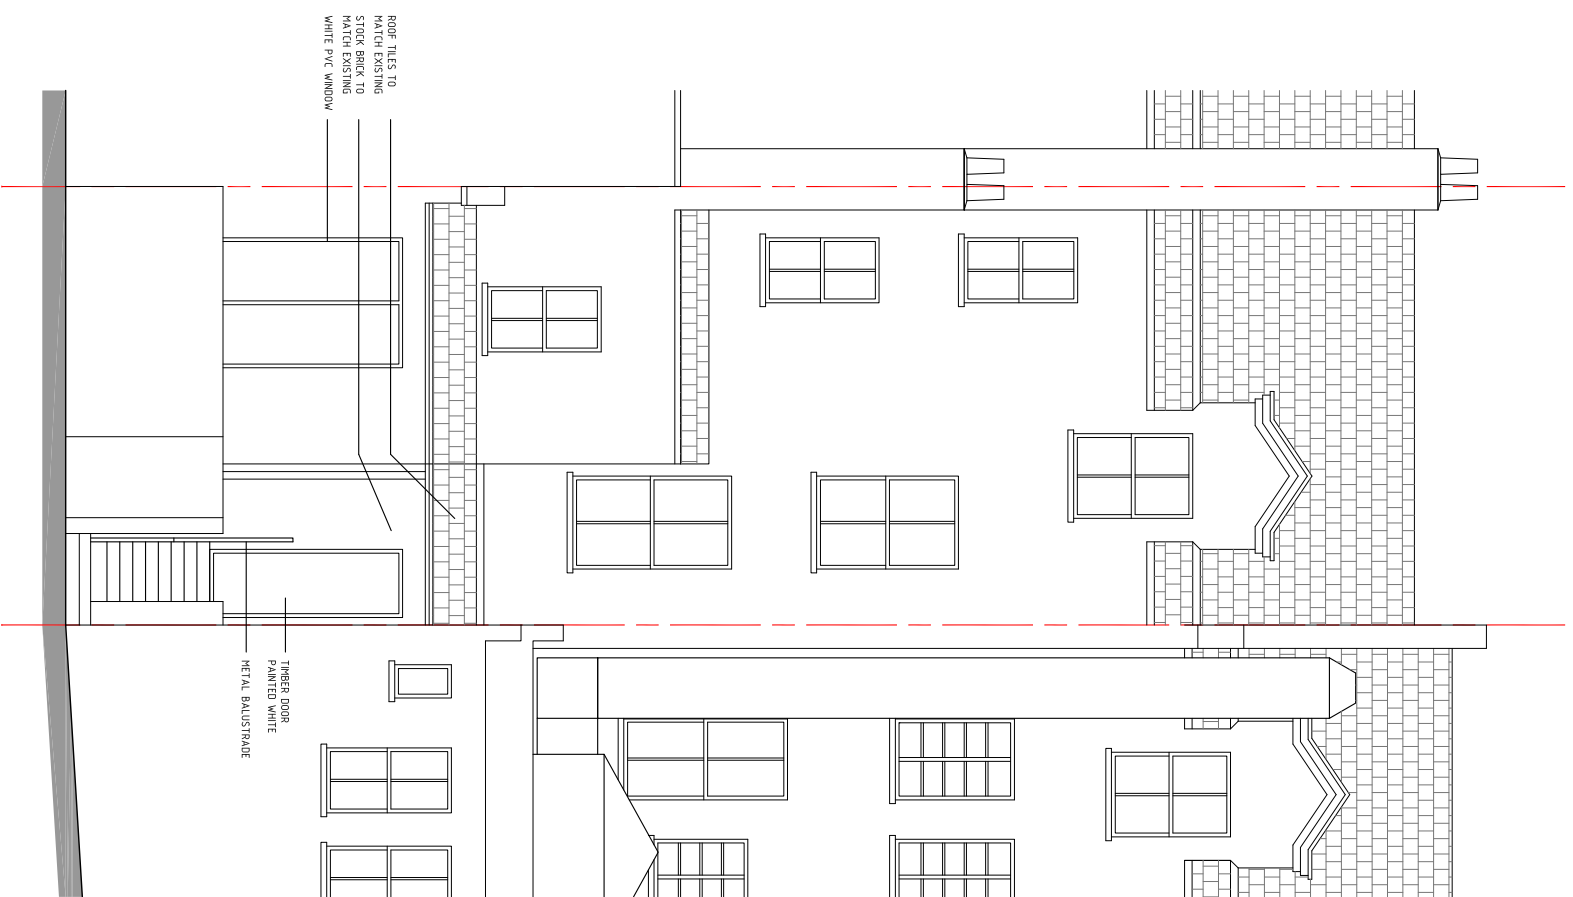 ROOF TILES TO
MATCH EXISTING
STOCK BRICK TO
MATCH EXISTING
WHITE PVC WINDOW
TIMBER DOOR
PAINTED WHITE
METAL BALUSTRADE